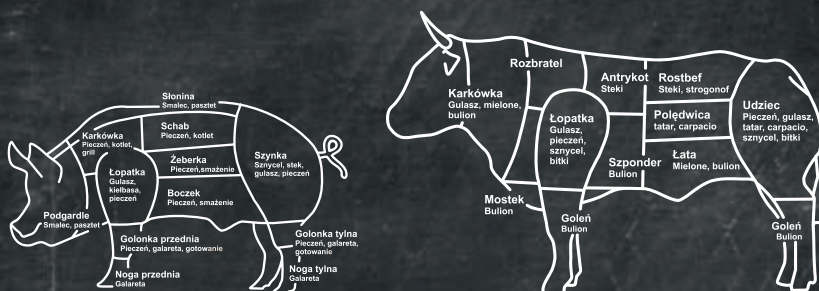 Słonina
Smalec, pasztet
Karkówka
Pieczeń, kotlet,
grill
Schab
Pieczeń, kotlet
Łopatka
Gulasz,
kiełbasa,
pieczeń
Żeberka
Pieczeń,smażenie
Boczek
Pieczeń, smażenie
Szynka
Sznycel, stek,
gulasz, pieczeń
Podgardle
Smalec, pasztet
Golonka przednia
Pieczeń, galareta, gotowanie
Noga przednia
Galareta
Golonka tylna
Pieczeń, galareta,
gotowanie
Noga tylna
Galareta
Karkówka
Gulasz, mielone,
bulion
Rozbratel
Łopatka
Gulasz,
pieczeń,
sznycel,
bitki
Antrykot
Steki
Rostbef
Steki, strogonof
Polędwica
tatar, carpacio
Łata
Mielone, bulion
Szponder
Bulion
Udziec
Pieczeń, gulasz,
tatar, carpacio,
sznycel, bitki
Mostek
Bulion
Goleń
Bulion
Goleń
Bulion